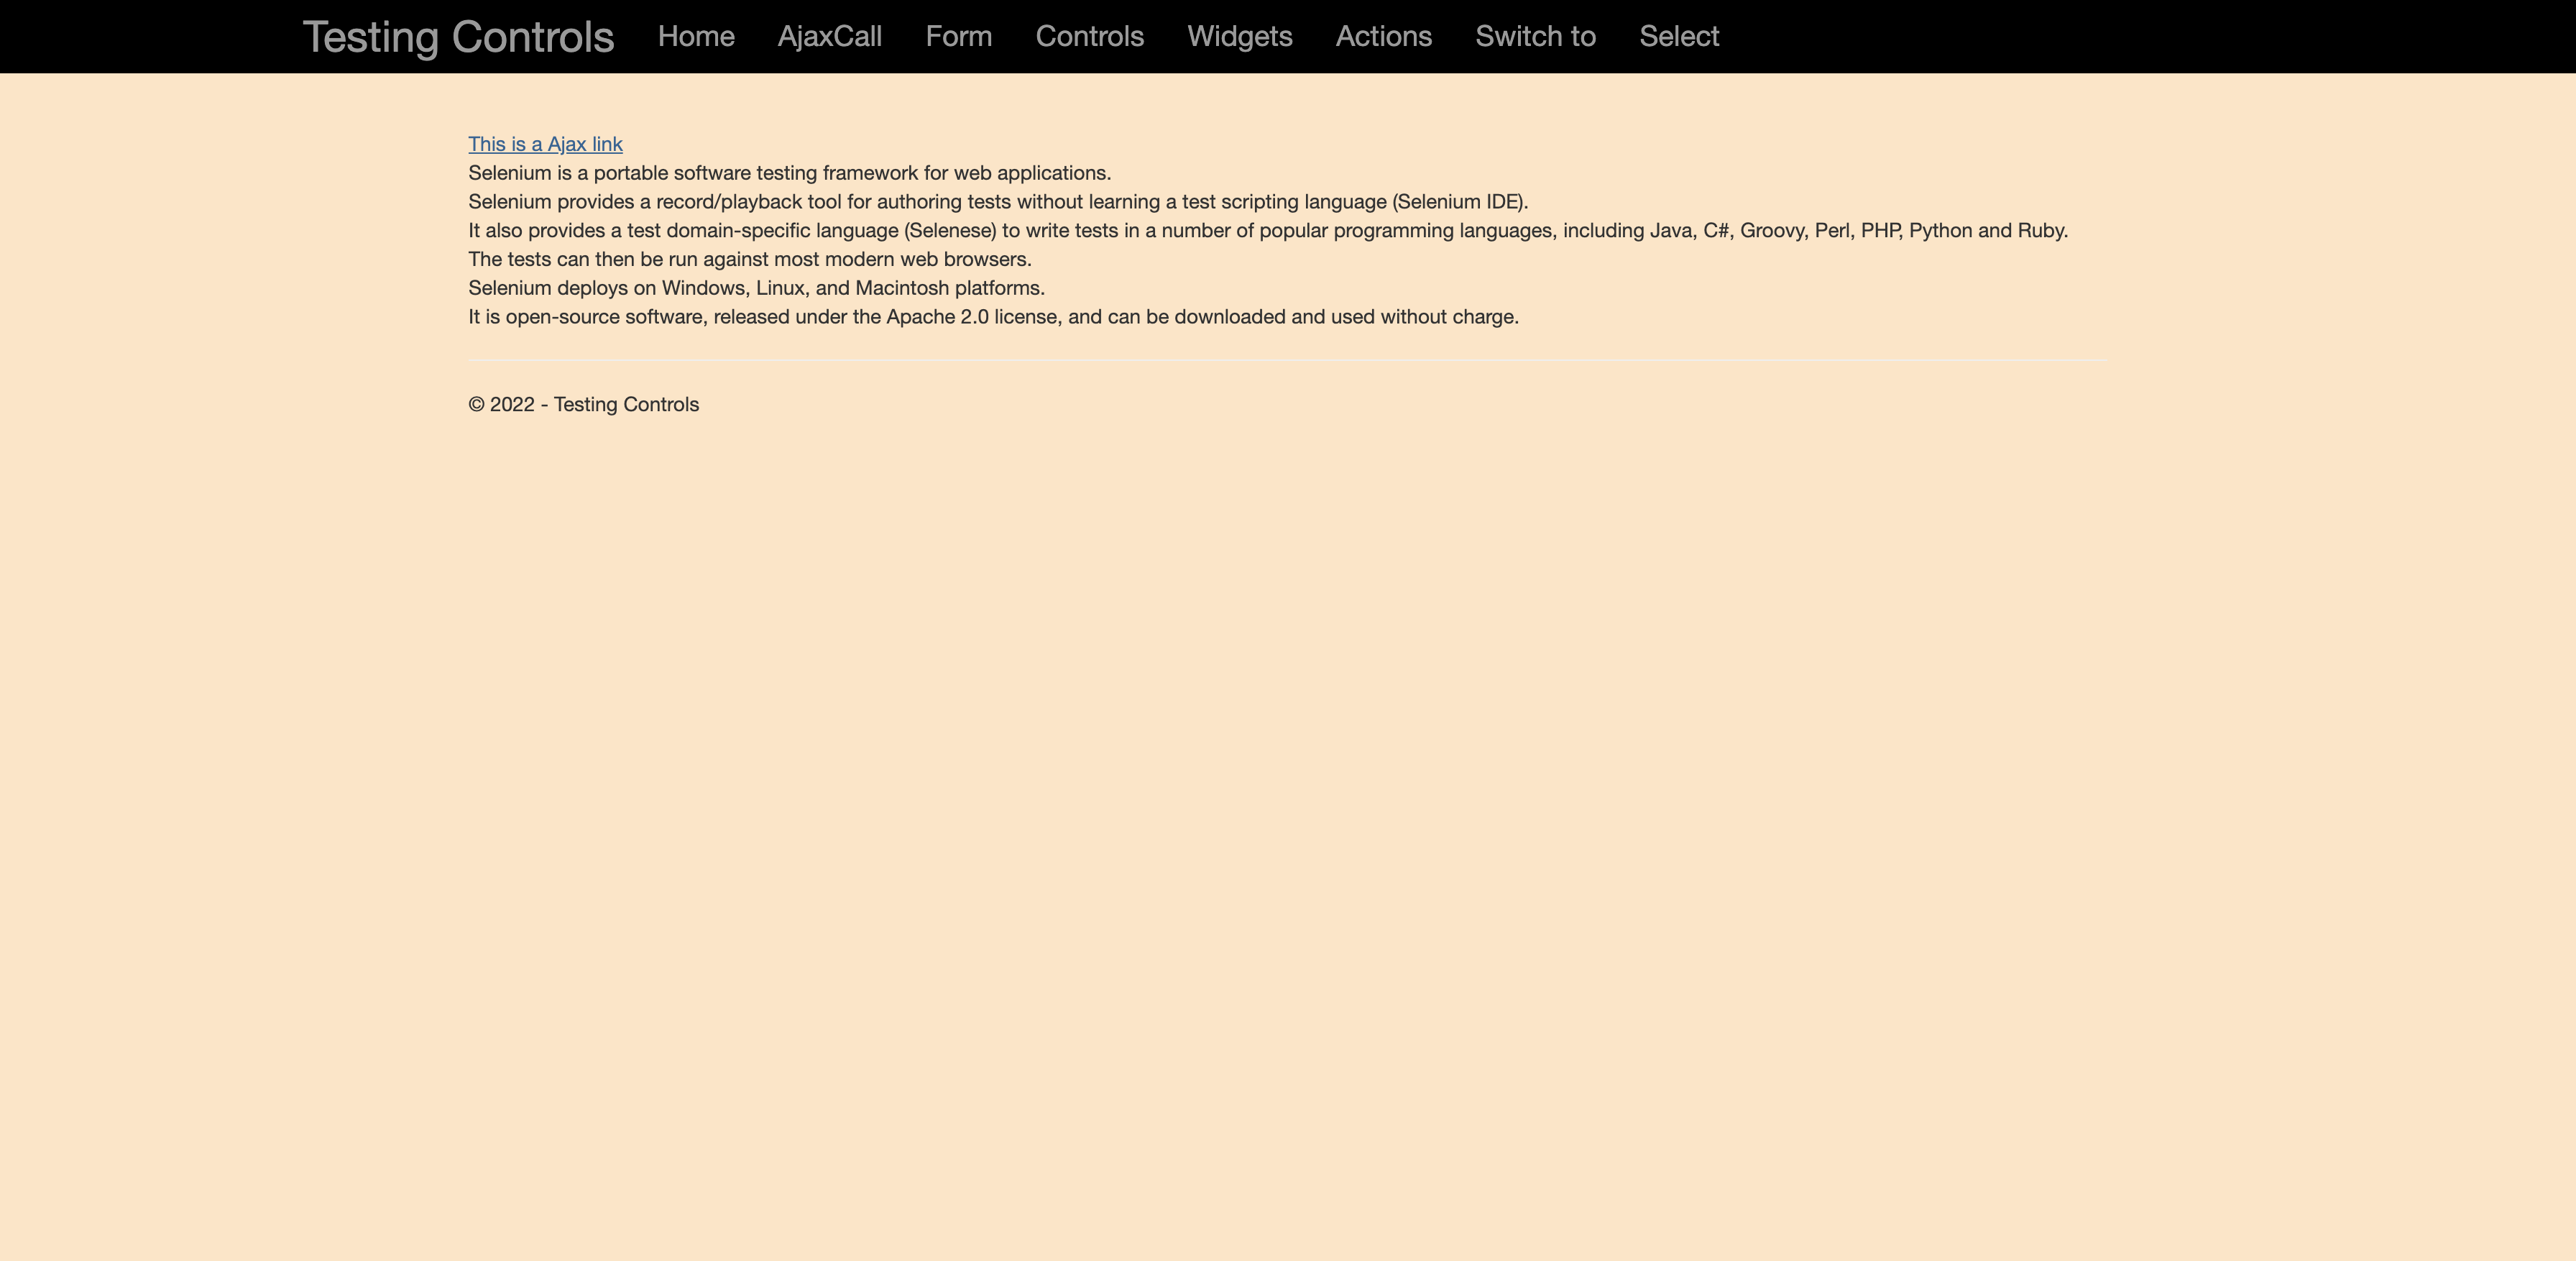 Testing Controls Home AjaxCall Form Controls Widgets Actions Switch to Select
This is a Ajax link
Selenium is a portable software testing framework for web applications.
Selenium provides a record/playback tool for authoring tests without learning a test scripting language (Selenium IDE).
It also provides a test domain-specific language (Selenese) to write tests in a number of popular programming languages, including Java, C#, Groovy, Perl, PHP, Python and Ruby.
The tests can then be run against most modern web browsers.
Selenium deploys on Windows, Linux, and Macintosh platforms.
It is open-source software, released under the Apache 2.0 license, and can be downloaded and used without charge.
© 2022 - Testing Controls